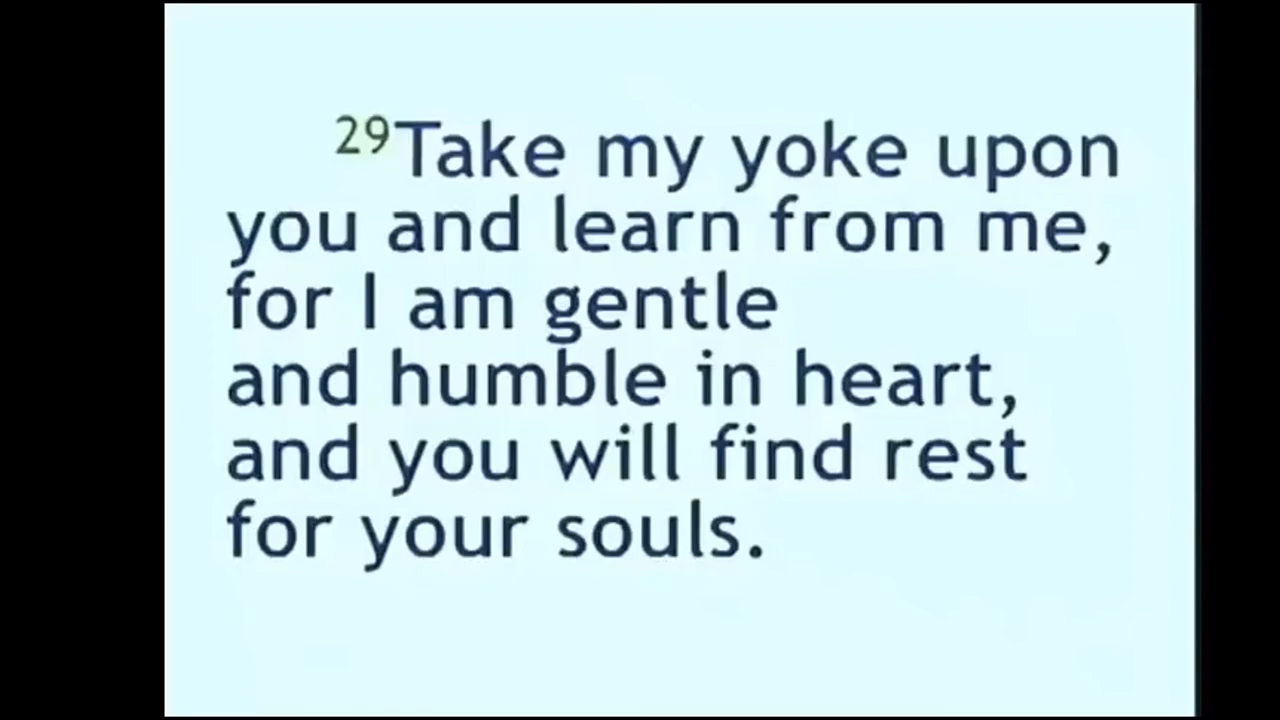 29Take my yoke upon
you and learn from me,
for I am gentle
and humble in heart,
and you will find rest
for your souls.